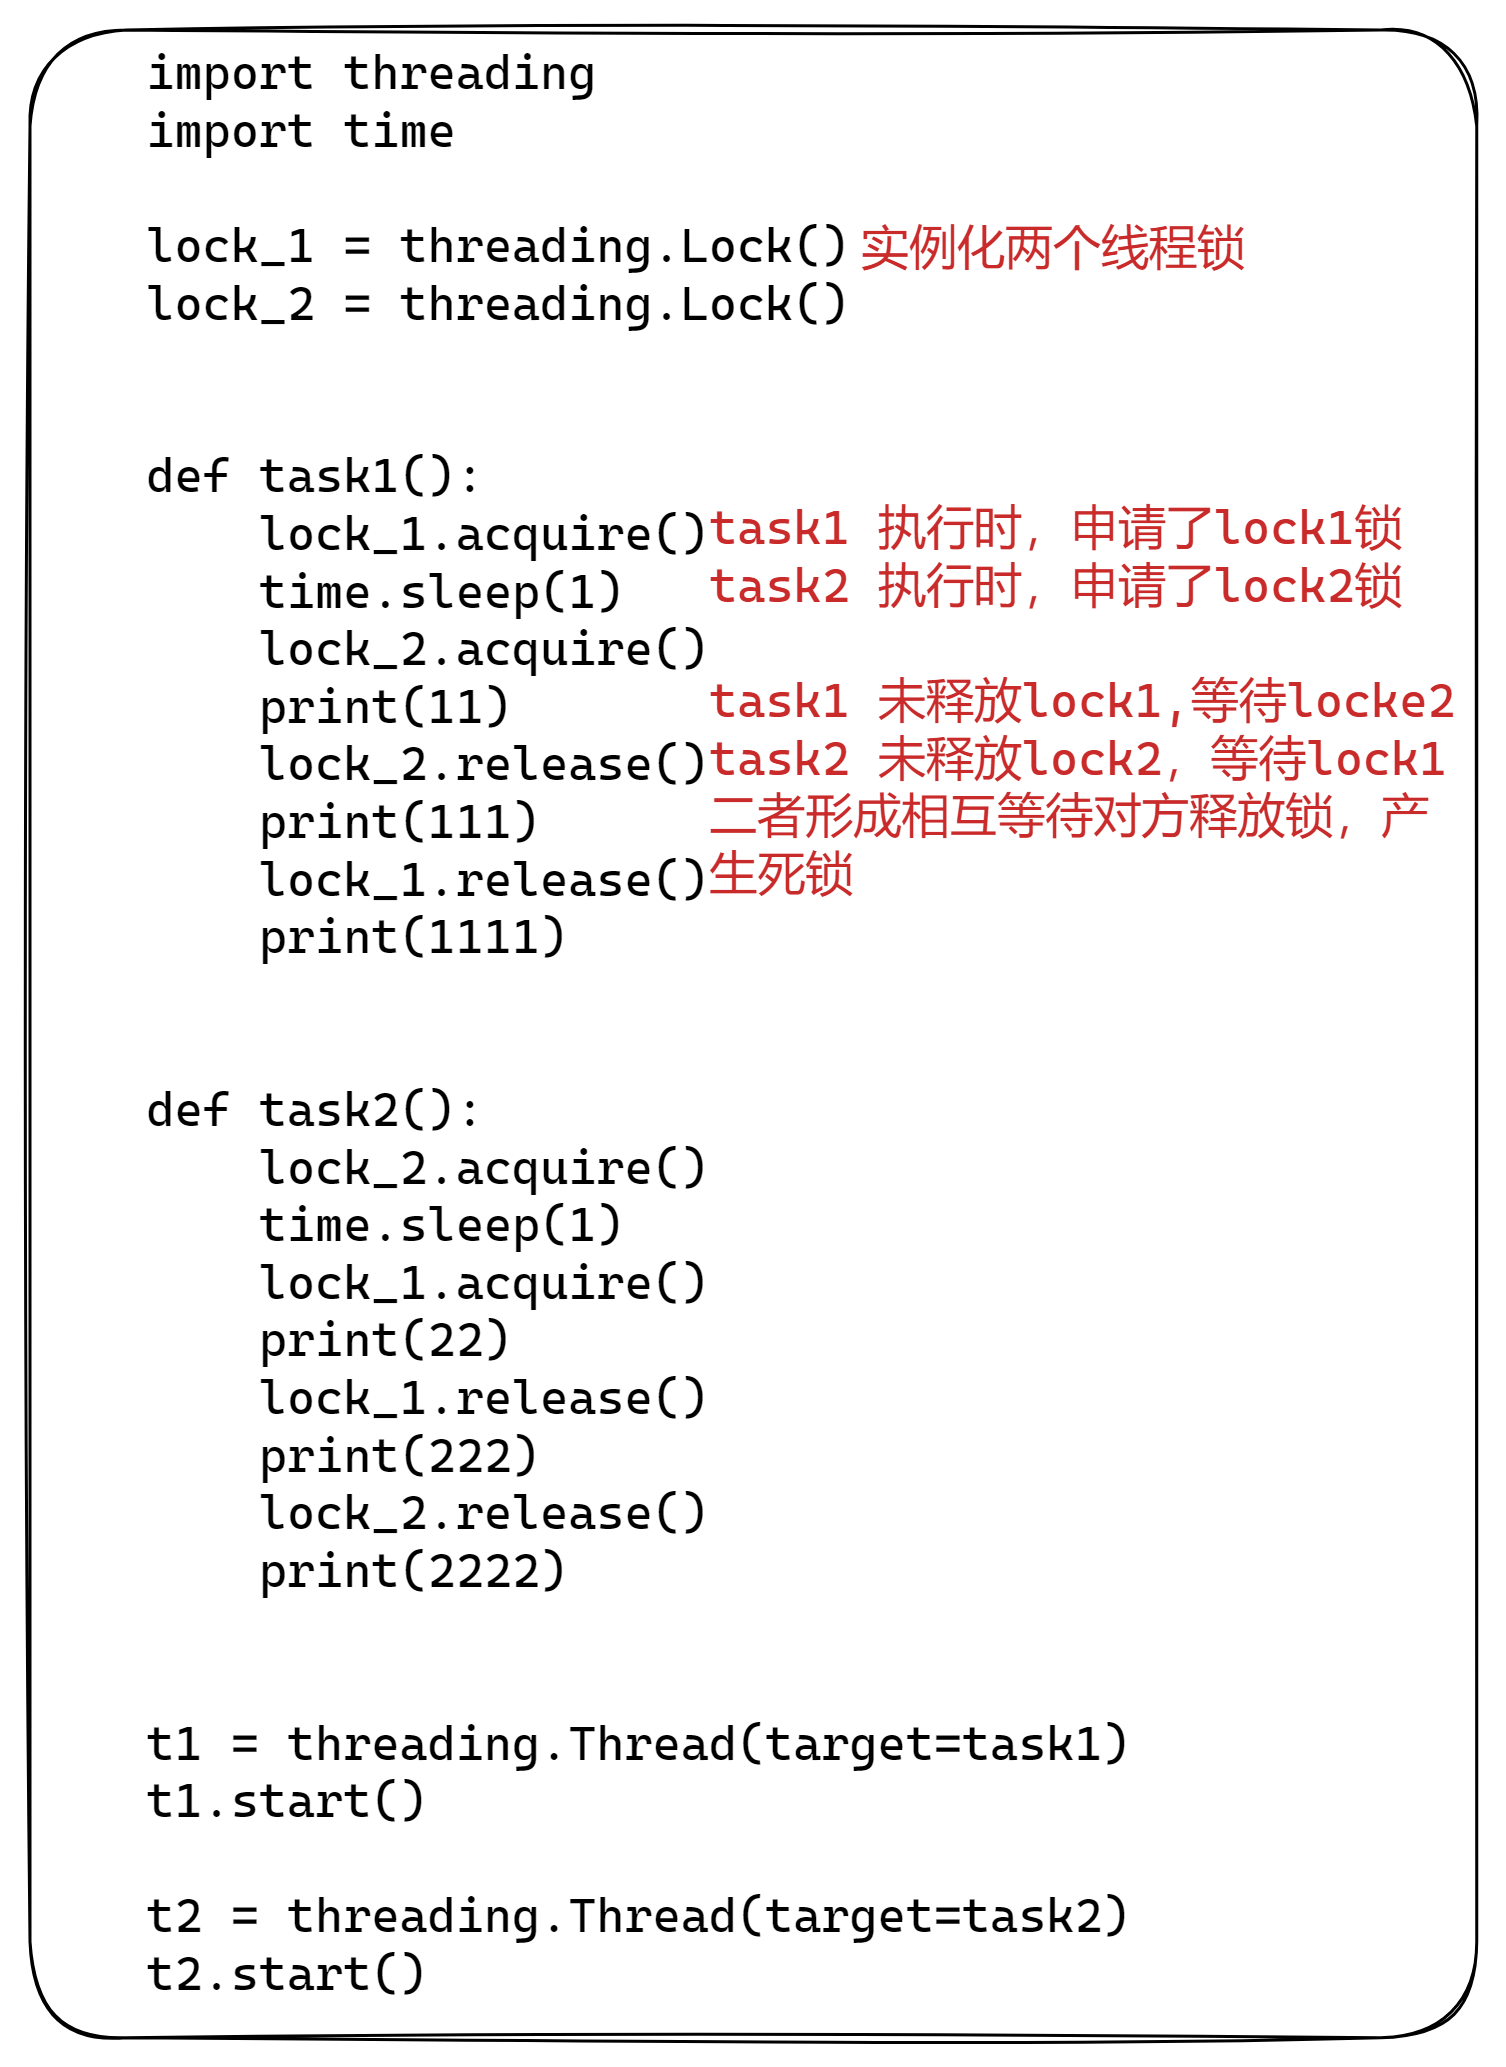 import threading
import time
lock_1 = threading.Lock() 实例化两个线程锁
lock_2 = threading.Lock()
def task1():
    lock_1.acquire()task1 执行时，申请了lock1锁
    time.sleep(1)   task2 执行时，申请了lock2锁
    lock_2.acquire()
    print(11)       task1 未释放lock1,等待locke2
    lock_2.release()task2 未释放lock2，等待lock1
    print(111)      二者形成相互等待对方释放锁，产
    lock_1.release()生死锁
    print(1111)
def task2():
    lock_2.acquire()
    time.sleep(1)
    lock_1.acquire()
    print(22)
    lock_1.release()
    print(222)
    lock_2.release()
    print(2222)
t1 = threading.Thread(target=task1)
t1.start()
t2 = threading.Thread(target=task2)
t2.start()